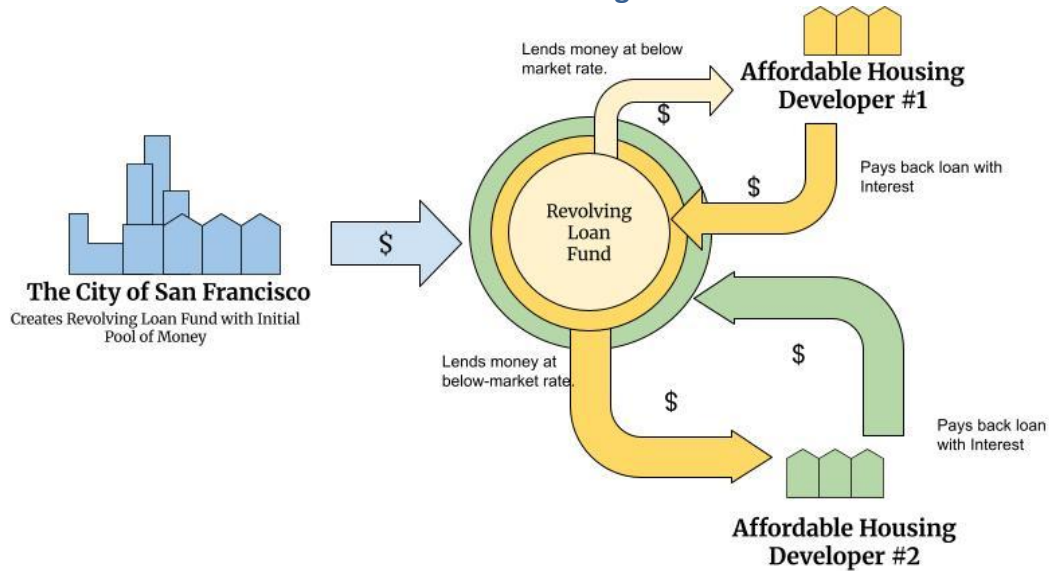 Lends money at below
market rate.
$
Affordable Housing
Developer #1
Pays back loan with
Interest
$
Revolving
Loan
Fund
$
The City of San Francisco
Creates Revolving Loan Fund with Initial
Pool of Money
Lends money at
below-market rate.
$
$
Pays back loan
with Interest
Affordable Housing
Developer #2